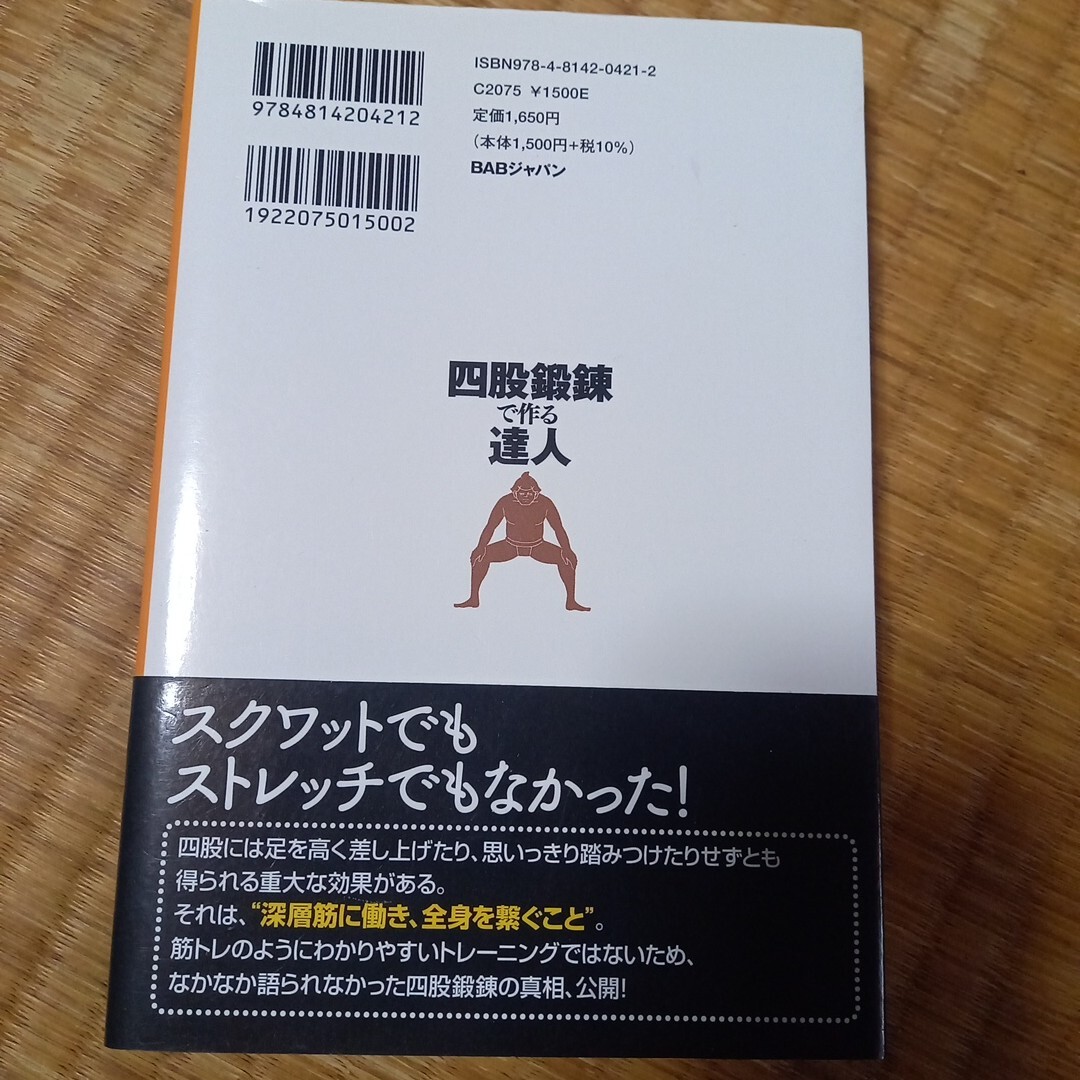 9784814204212
1922075015002
ISBN978-4-8142-0421-2
C2075 ¥1500E
定価1,650円
(本体1,500円+税10%)
BABジャパン
四股鍛錬
で作る
達人
スクワットでも
ストレッチでもなかった!
四股には足を高く差し上げたり、思いっきり踏みつけたりせずとも
得られる重大な効果がある。
それは、“深層筋に働き、全身を繋ぐこと”。
筋トレのようにわかりやすいトレーニングではないため、
なかなか語られなかった四股鍛錬の真相、公開!